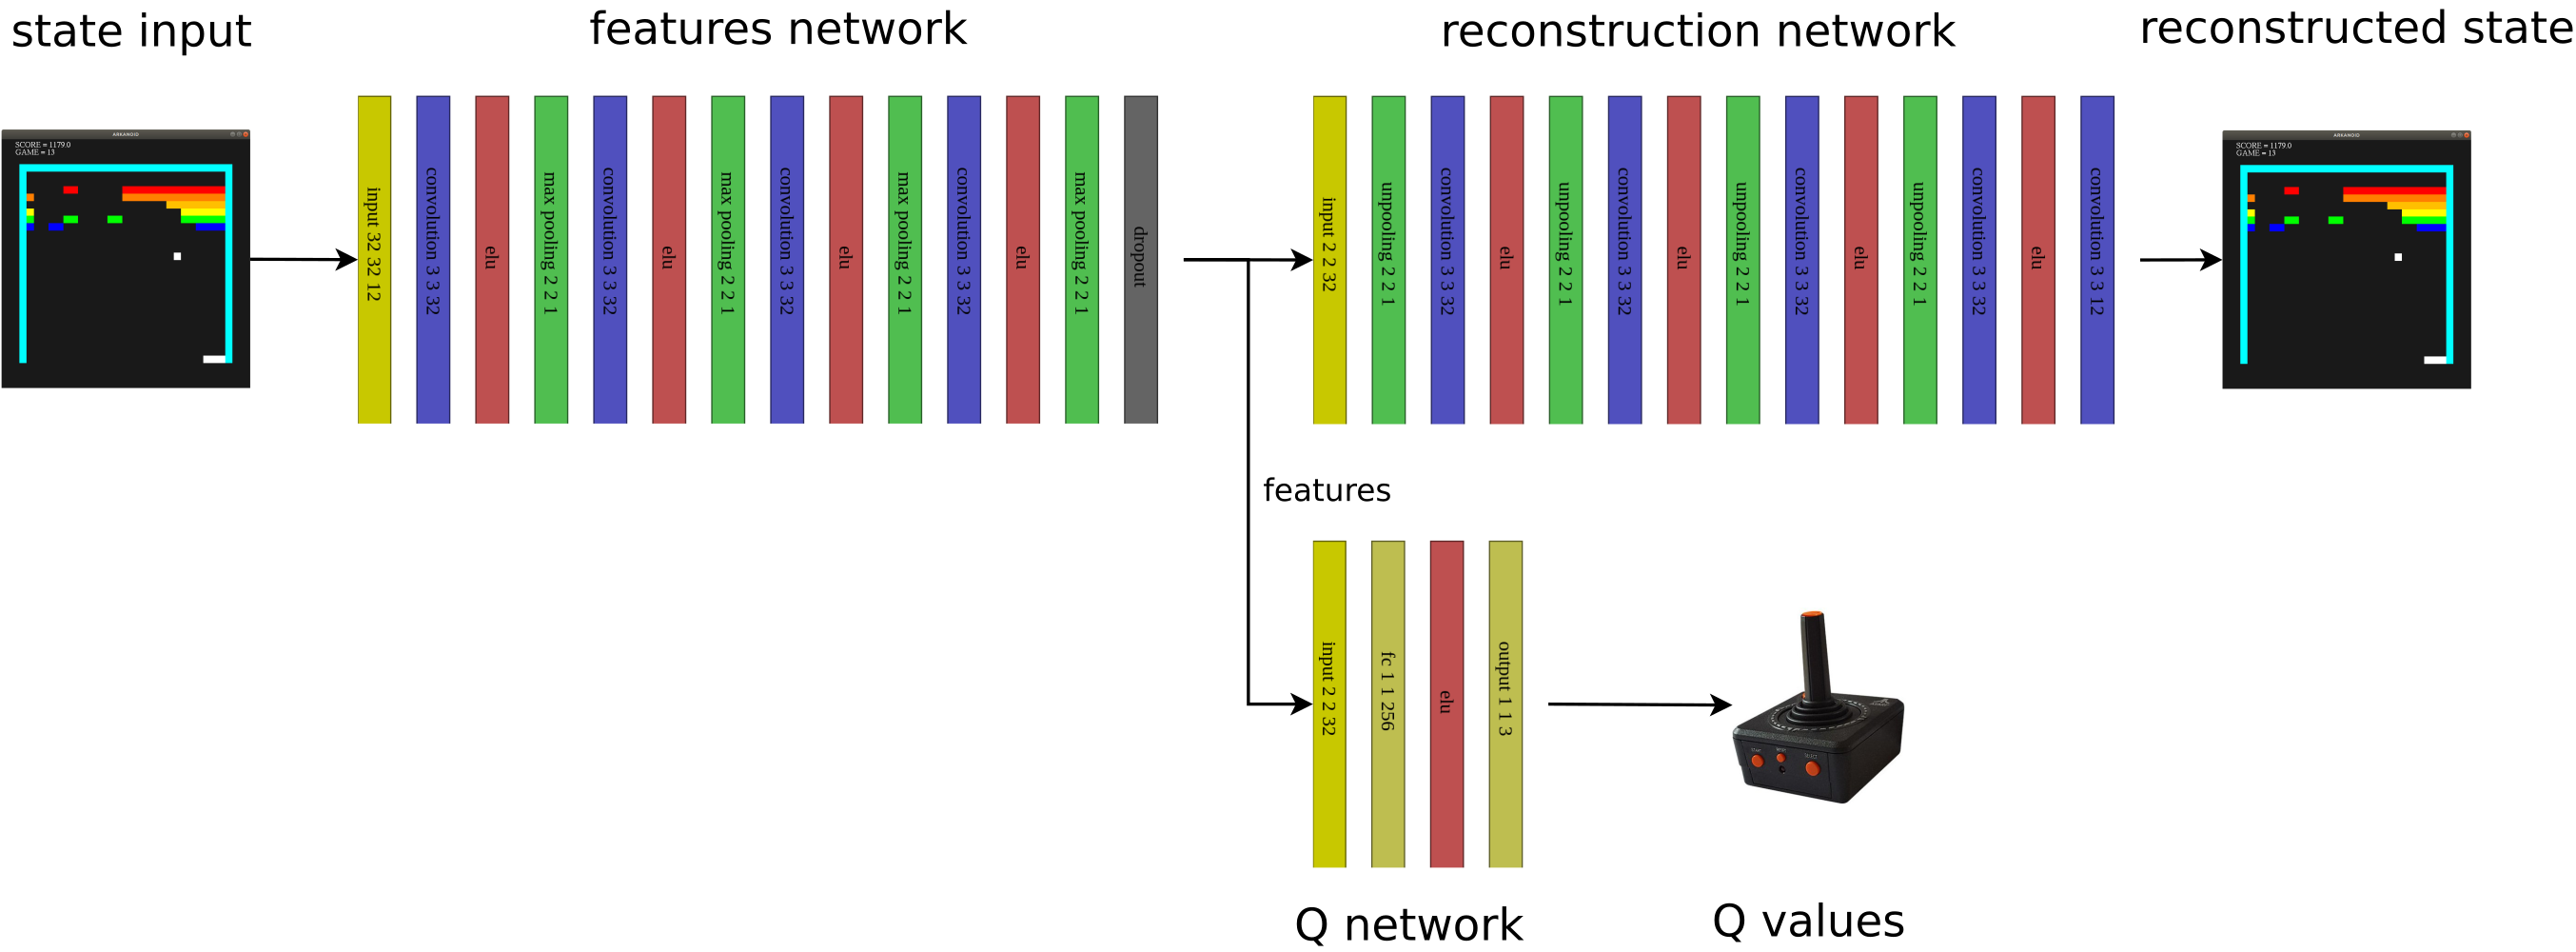 state input
features network
reconstruction network
reconstructed state
ARKANOID
SCORE = 1179.0
GAME = 13
input 32 32 12
convolution 3 3 32
elu
max pooling 2 2 1
convolution 3 3 32
elu
max pooling 2 2 1
convolution 3 3 32
elu
max pooling 2 2 1
convolution 3 3 32
elu
max pooling 2 2 1
dropout
input 2 2 32
unpooling 2 2 1
convolution 3 3 32
elu
unpooling 2 2 1
convolution 3 3 32
elu
unpooling 2 2 1
convolution 3 3 32
elu
unpooling 2 2 1
convolution 3 3 32
elu
convolution 3 3 12
ARKANOID
SCORE = 1179.0
GAME = 13
features
input 2 2 32
fc 1 1 256
elu
output 1 1 3
Q network
Q values